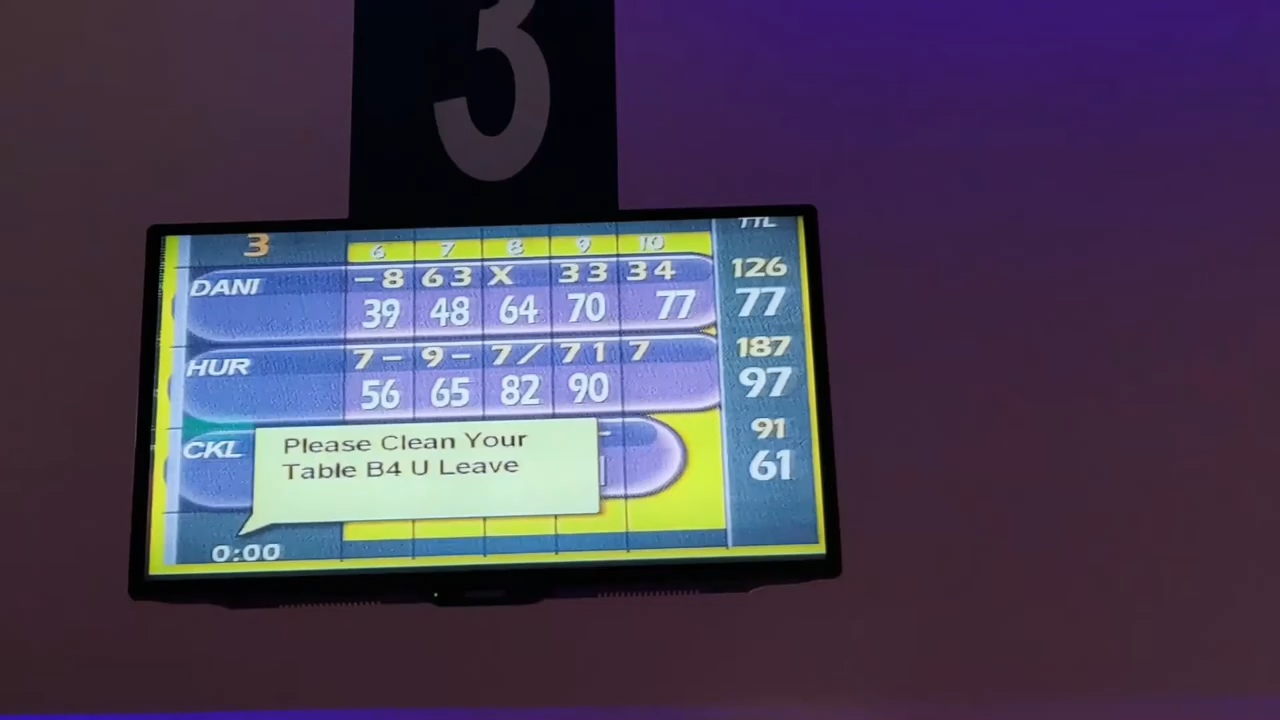 3
TTL
3 6 7 8 9 10
DANI -8 63 X 33 34 126
39 48 64 70 77 77
HUR 7- 9- 7/ 71 7 187
56 65 82 90 97
CKL 91
61
Please Clean Your
Table B4 U Leave
0:00